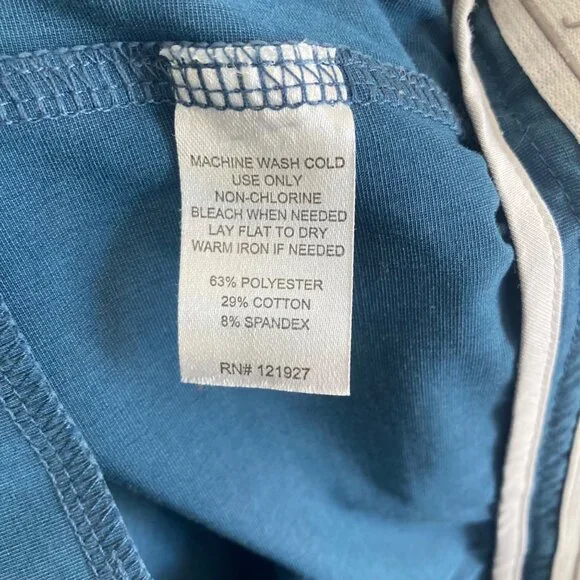 MACHINE WASH COLD
USE ONLY
NON-CHLORINE
BLEACH WHEN NEEDED
LAY FLAT TO DRY
WARM IRON IF NEEDED
63% POLYESTER
29% COTTON
8% SPANDEX
RN# 121927